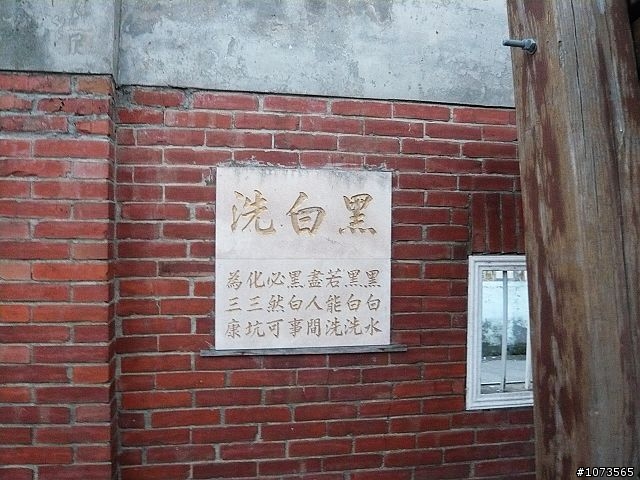 黑白洗
黑白水
黑白洗
若能洗
盡人間
黑白事
必然可
化三坑
為三康
#1073565